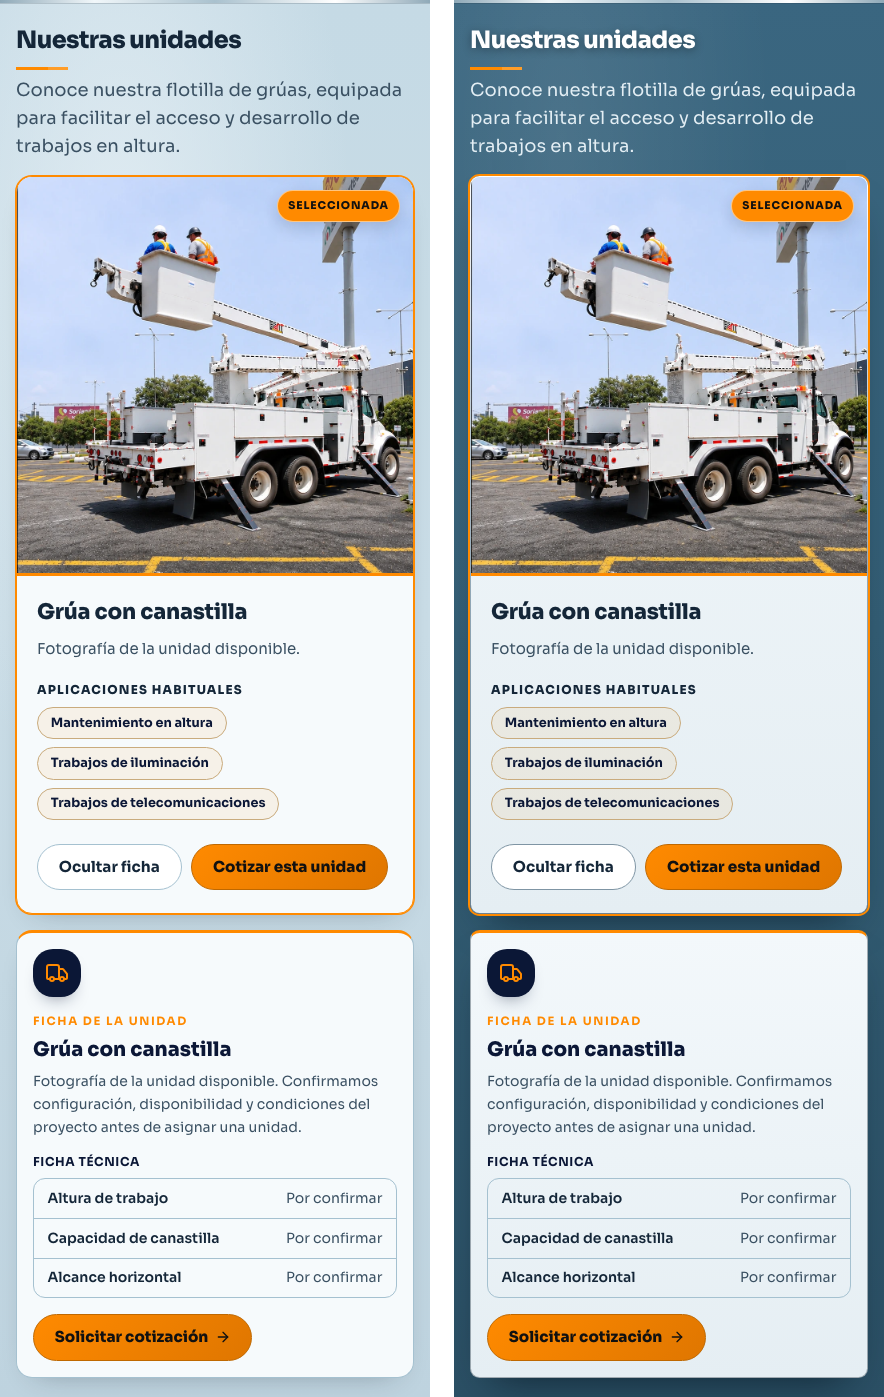 Nuestras unidades
Conoce nuestra flotilla de grúas, equipada
para facilitar el acceso y desarrollo de
trabajos en altura.
SELECCIONADA
Soriana
Grúa con canastilla
Fotografía de la unidad disponible.
APLICACIONES HABITUALES
Mantenimiento en altura
Trabajos de iluminación
Trabajos de telecomunicaciones
Ocultar ficha
Cotizar esta unidad
FICHA DE LA UNIDAD
Grúa con canastilla
Fotografía de la unidad disponible. Confirmamos
configuración, disponibilidad y condiciones del
proyecto antes de asignar una unidad.
FICHA TÉCNICA
Altura de trabajo Por confirmar
Capacidad de canastilla Por confirmar
Alcance horizontal Por confirmar
Solicitar cotización →
Nuestras unidades
Conoce nuestra flotilla de grúas, equipada
para facilitar el acceso y desarrollo de
trabajos en altura.
SELECCIONADA
Soriana
Grúa con canastilla
Fotografía de la unidad disponible.
APLICACIONES HABITUALES
Mantenimiento en altura
Trabajos de iluminación
Trabajos de telecomunicaciones
Ocultar ficha
Cotizar esta unidad
FICHA DE LA UNIDAD
Grúa con canastilla
Fotografía de la unidad disponible. Confirmamos
configuración, disponibilidad y condiciones del
proyecto antes de asignar una unidad.
FICHA TÉCNICA
Altura de trabajo Por confirmar
Capacidad de canastilla Por confirmar
Alcance horizontal Por confirmar
Solicitar cotización →